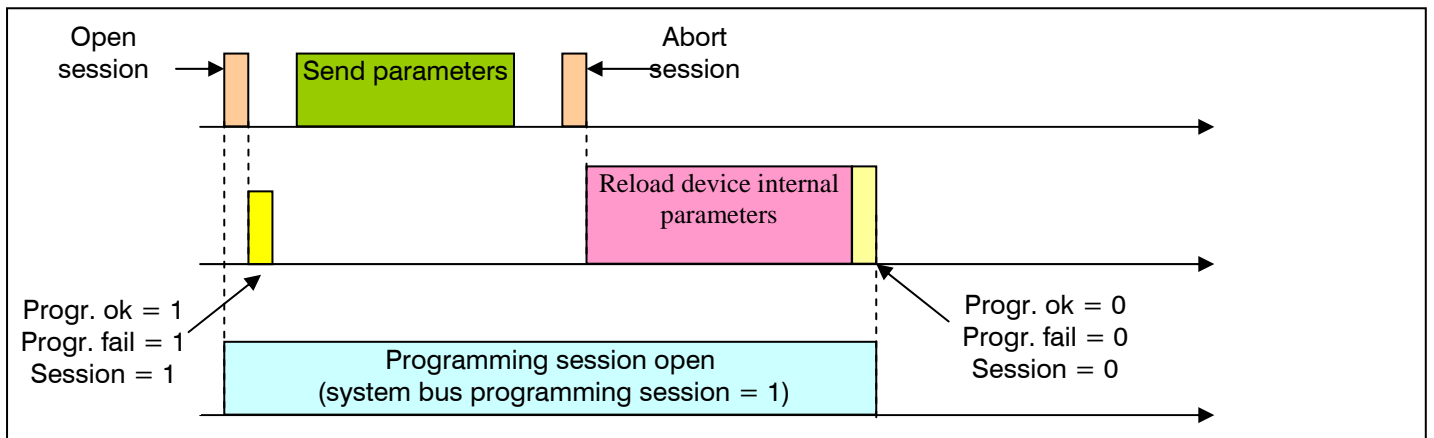 Open
session
Send parameters
Abort
session
Reload device internal
parameters
Progr. ok = 1
Progr. fail = 1
Session = 1
Progr. ok = 0
Progr. fail = 0
Session = 0
Programming session open
(system bus programming session = 1)